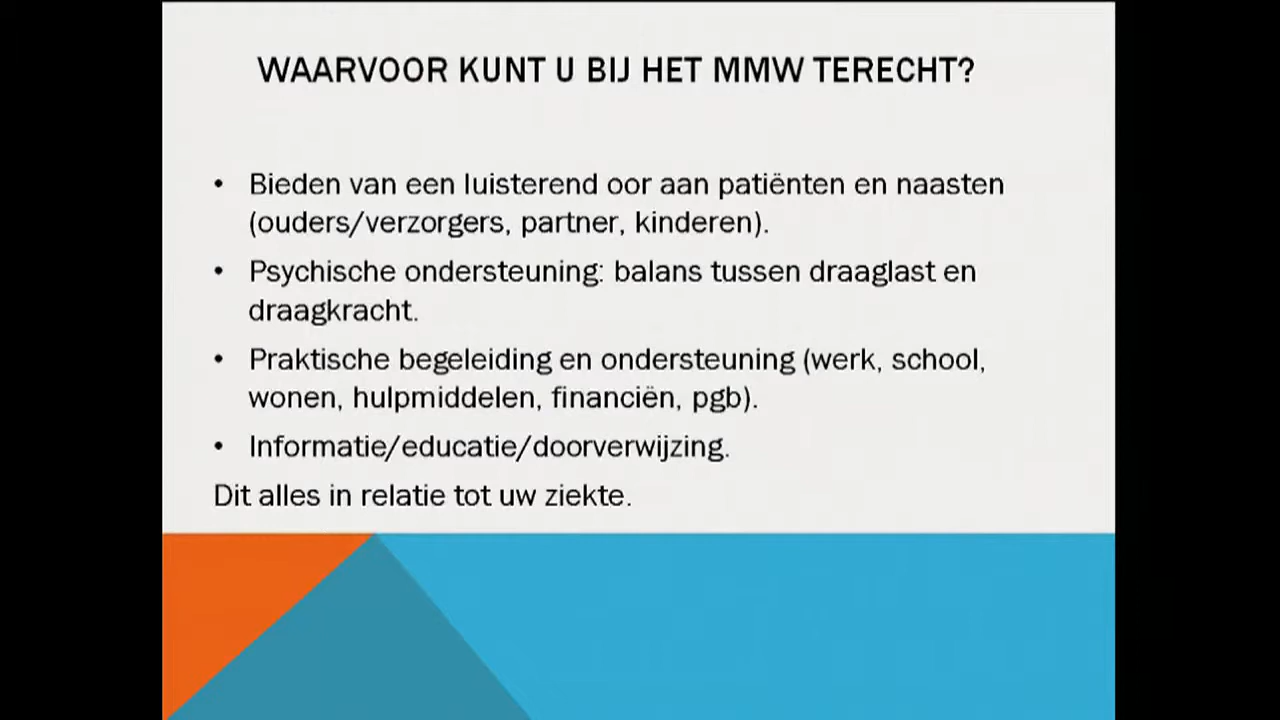 WAARVOOR KUNT U BIJ HET MMW TERECHT?
• Bieden van een luisterend oor aan patiënten en naasten
(ouders/verzorgers, partner, kinderen).
• Psychische ondersteuning: balans tussen draaglast en
draagkracht.
• Praktische begeleiding en ondersteuning (werk, school,
wonen, hulpmiddelen, financiën, pgb).
• Informatie/educatie/doorverwijzing.
Dit alles in relatie tot uw ziekte.